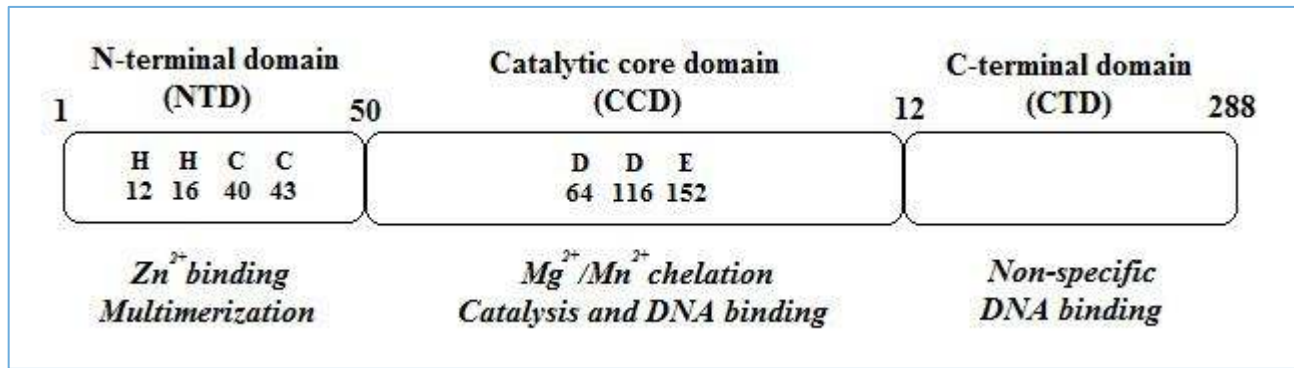 N-terminal domain
(NTD)
Catalytic core domain
(CCD)
C-terminal domain
(CTD)
1
50
12
288
H H C C
12 16 40 43
D D E
64 116 152
Zn²⁺binding
Multimerization
Mg²⁺/Mn²⁺chelation
Catalysis and DNA binding
Non-specific
DNA binding